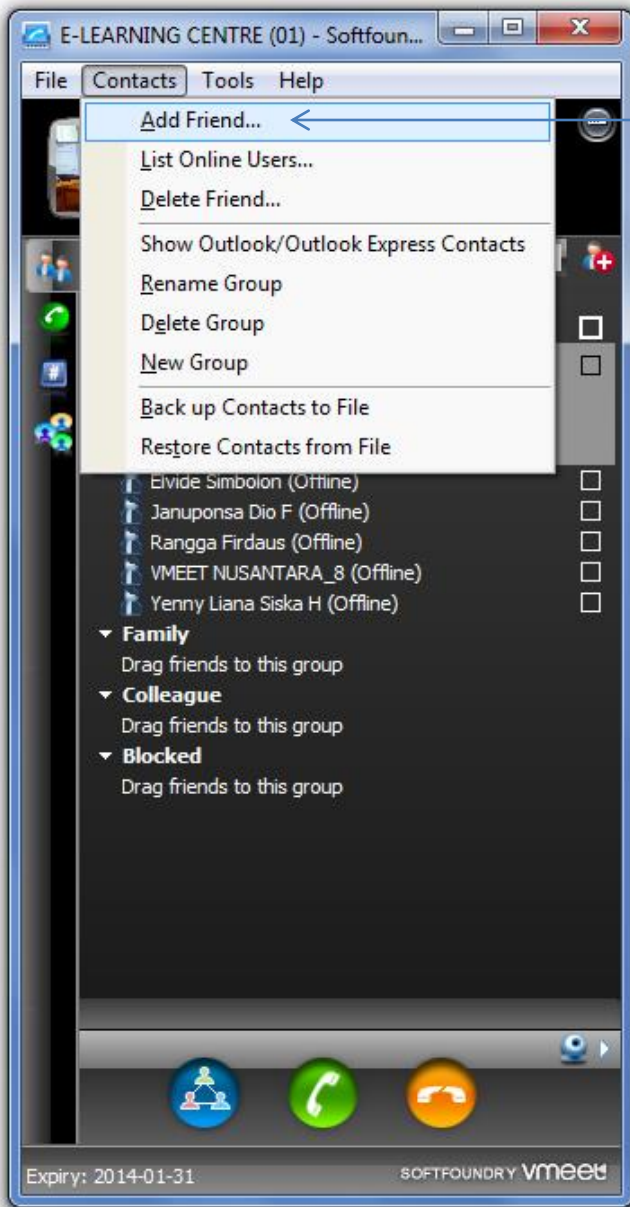 E-LEARNING CENTRE (01) - Softfoun...
File Contacts Tools Help
Add Friend...
List Online Users...
Delete Friend...
Show Outlook/Outlook Express Contacts
Rename Group
Delete Group
New Group
Back up Contacts to File
Restore Contacts from File
Elvide Simbolon (Offline)
Januponsa Dio F (Offline)
Rangga Firdaus (Offline)
VMEET NUSANTARA_8 (Offline)
Yenny Liana Siska H (Offline)
Family
Drag friends to this group
Colleague
Drag friends to this group
Blocked
Drag friends to this group
Expiry: 2014-01-31
SOFTFOUNDRY vmeet